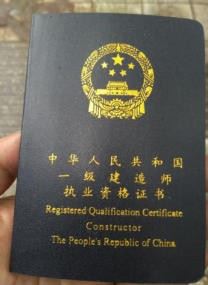 中华人民共和国
一级建造师
执业资格证书
Registered Qualification Certificate
Constructor
The People's Republic of China